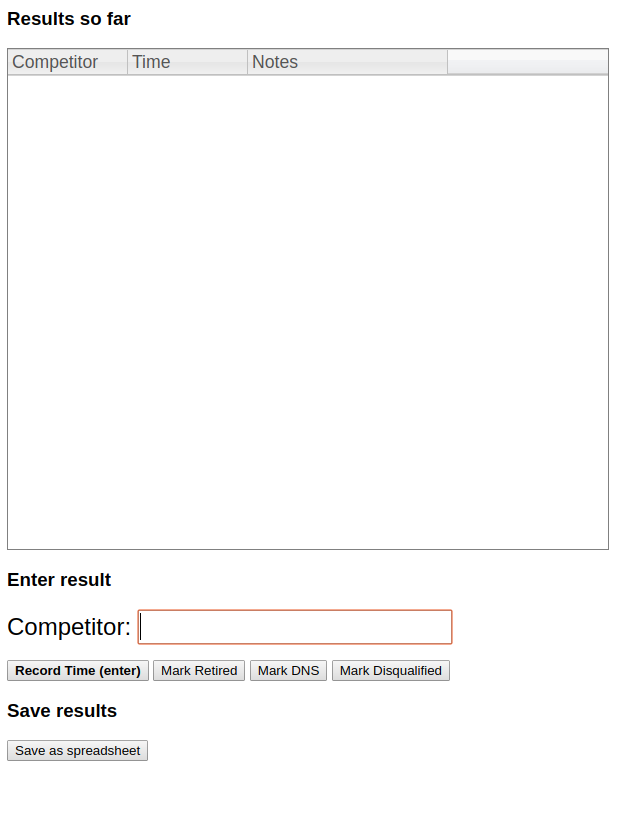 Results so far
Competitor Time Notes
Enter result
Competitor:
Record Time (enter) Mark Retired Mark DNS Mark Disqualified
Save results
Save as spreadsheet